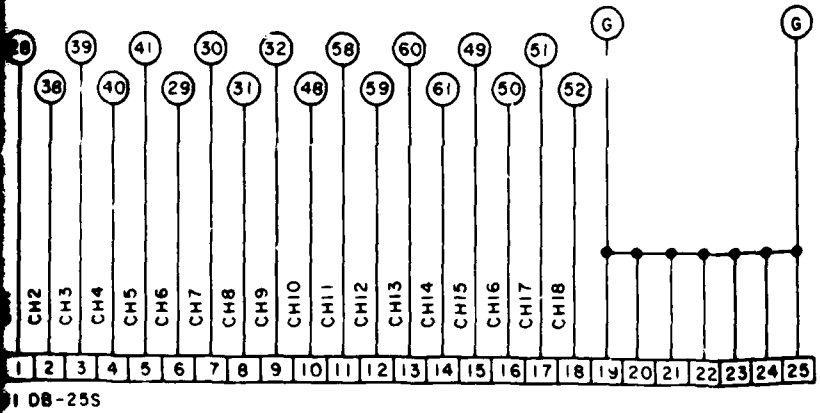 G G
28 39 41 30 32 58 60 49 51
38 40 29 31 48 59 61 50 52
CH2 CH3 CH4 CH5 CH6 CH7 CH8 CH9 CH10 CH11 CH12 CH13 CH14 CH15 CH16 CH17 CH18
1 2 3 4 5 6 7 8 9 10 11 12 13 14 15 16 17 18 19 20 21 22 23 24 25
DB-25S